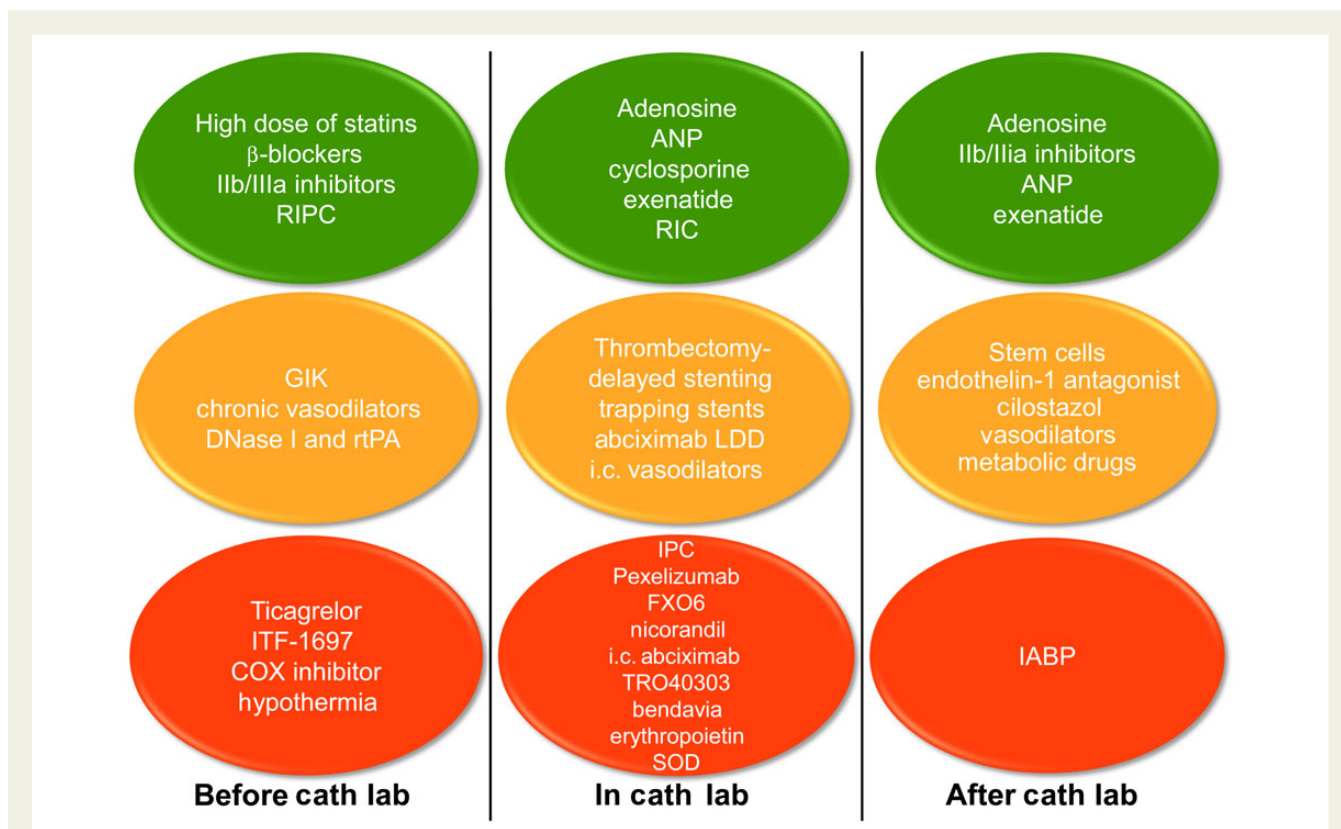 High dose of statins
β-blockers
IIb/IIIa inhibitors
RIPC
Adenosine
ANP
cyclosporine
exenatide
RIC
Adenosine
IIb/IIia inhibitors
ANP
exenatide
GIK
chronic vasodilators
DNase I and rtPA
Thrombectomy-
delayed stenting
trapping stents
abciximab LDD
i.c. vasodilators
Stem cells
endothelin-1 antagonist
cilostazol
vasodilators
metabolic drugs
Ticagrelor
ITF-1697
COX inhibitor
hypothermia
IPC
Pexelizumab
FXO6
nicorandil
i.c. abciximab
TRO40303
bendavia
erythropoietin
SOD
IABP
Before cath lab
In cath lab
After cath lab